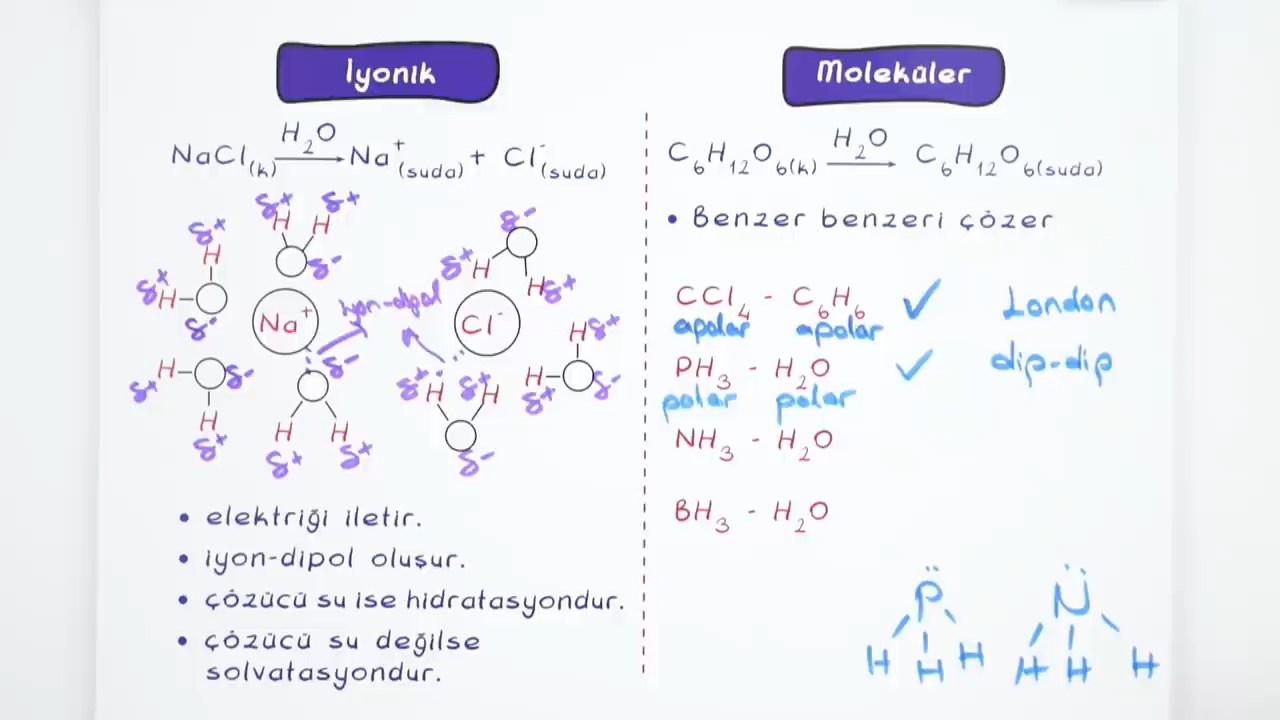 İyonik
NaCl(k) H₂O → Na⁺(suda) + Cl⁻(suda)
δ⁺ δ⁺
H H
δ⁻
δ⁺
H
δ⁺
H
δ⁻
Na⁺
iyon-dipol
δ⁻
δ⁺ H
H δ⁺
Cl⁻
H
δ⁻
δ⁺
H
δ⁺
δ⁻
H H
δ⁺ δ⁺
δ⁺ δ⁺
H H
δ⁻
H δ⁺
H
δ⁺
δ⁻
• elektriği iletir.
• iyon-dipol oluşur.
• çözücü su ise hidratasyondur.
• çözücü su değilse
solvatasyondur.
Moleküler
C₆H₁₂O₆(k) H₂O → C₆H₁₂O₆(suda)
• Benzer benzeri çözer
CCl₄ - C₆H₆ ✓ London
apolar apolar
PH₃ - H₂O ✓ dip-dip
polar polar
NH₃ - H₂O
BH₃ - H₂O
P̈ N̈
H H H H H H